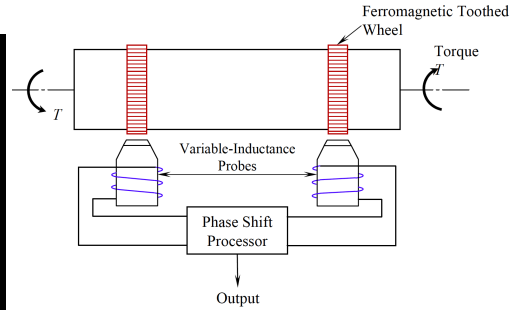 Ferromagnetic Toothed
Wheel
Torque
T
T
Variable-Inductance
Probes
Phase Shift
Processor
Output